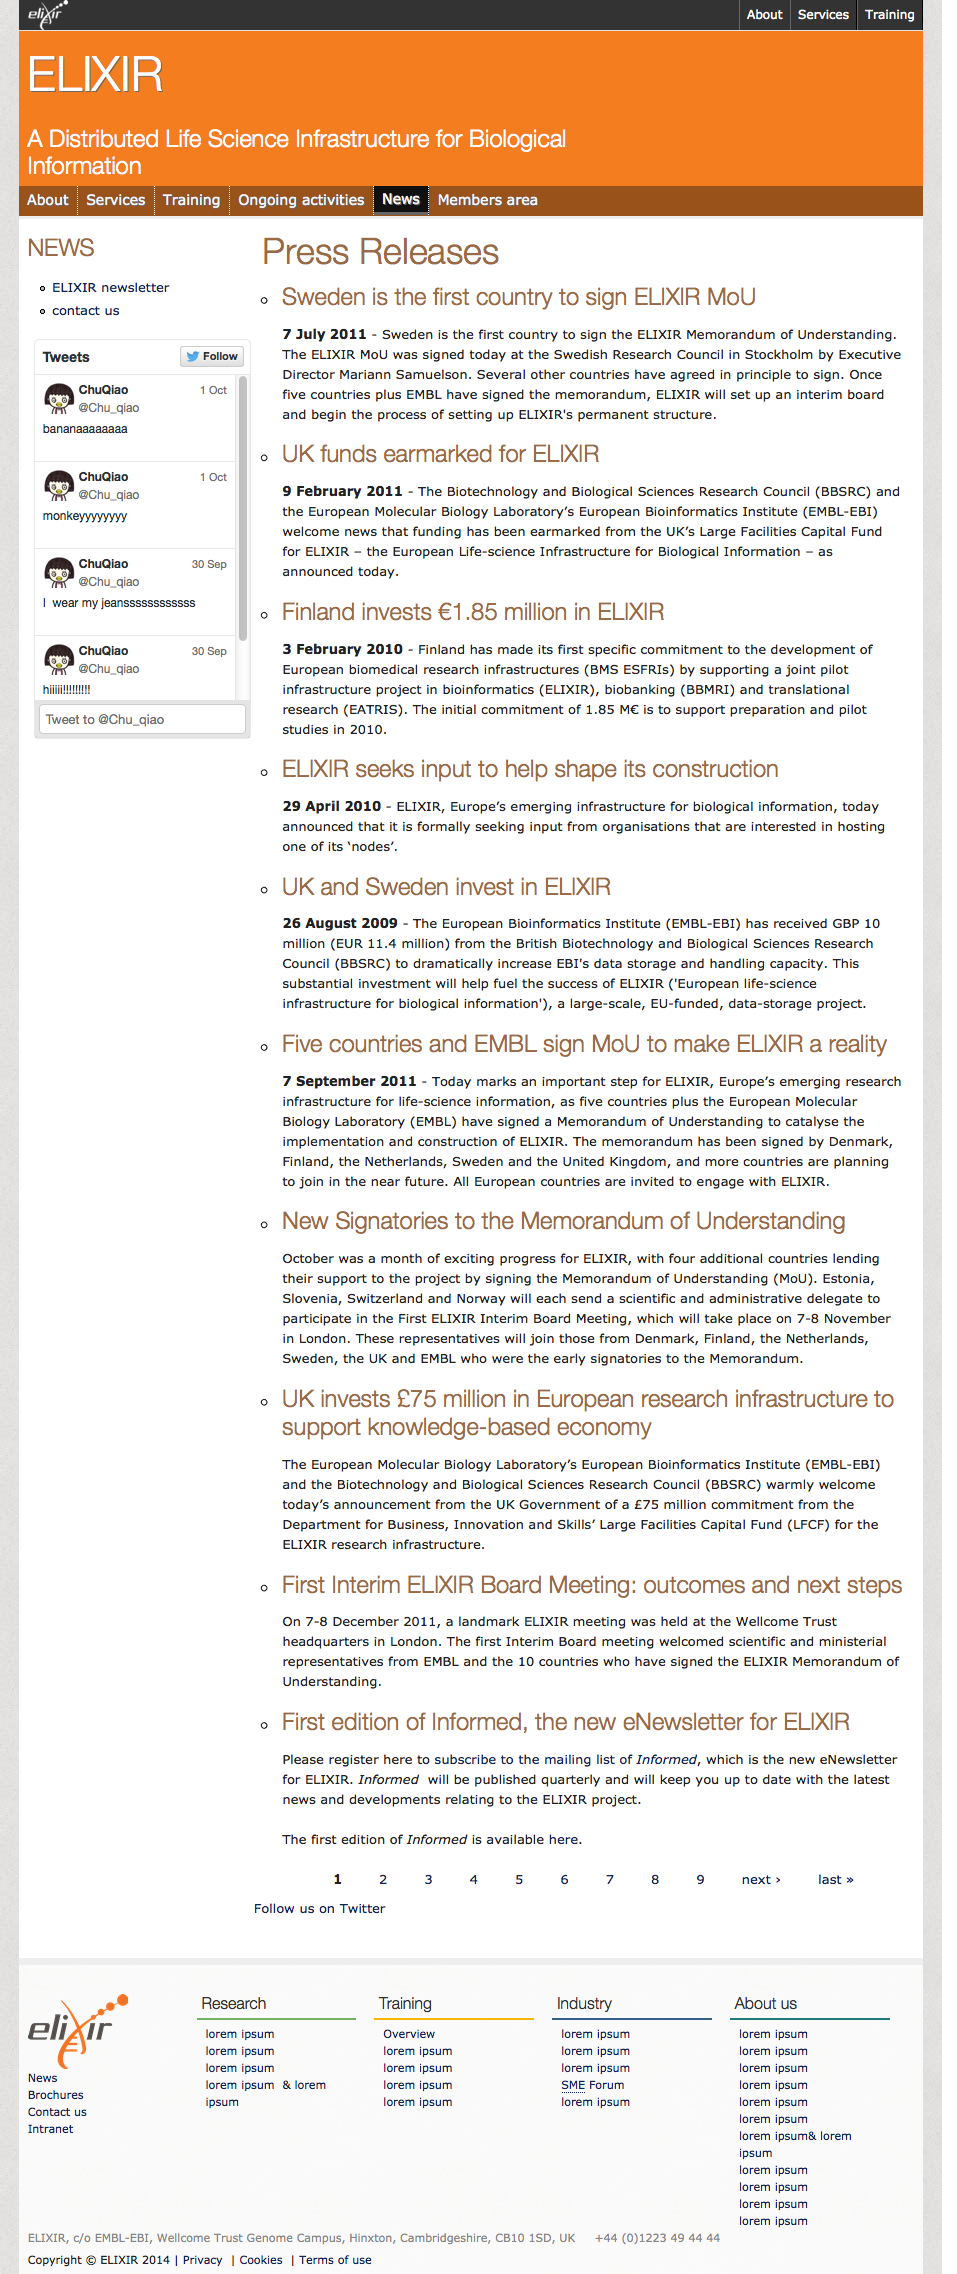 elixir
About Services Training
ELIXIR
A Distributed Life Science Infrastructure for Biological
Information
About Services Training Ongoing activities News Members area
NEWS
ELIXIR newsletter
contact us
Tweets Follow
ChuQiao 1 Oct
@Chu_qiao
bananaaaaaaaa
ChuQiao 1 Oct
@Chu_qiao
monkeyyyyyyyy
ChuQiao 30 Sep
@Chu_qiao
I wear my jeanssssssssssss
ChuQiao 30 Sep
@Chu_qiao
hiiiiii!!!!!!!!!
Tweet to @Chu_qiao
Press Releases
Sweden is the first country to sign ELIXIR MoU
7 July 2011 - Sweden is the first country to sign the ELIXIR Memorandum of Understanding.
The ELIXIR MoU was signed today at the Swedish Research Council in Stockholm by Executive
Director Mariann Samuelson. Several other countries have agreed in principle to sign. Once
five countries plus EMBL have signed the memorandum, ELIXIR will set up an interim board
and begin the process of setting up ELIXIR's permanent structure.
UK funds earmarked for ELIXIR
9 February 2011 - The Biotechnology and Biological Sciences Research Council (BBSRC) and
the European Molecular Biology Laboratory’s European Bioinformatics Institute (EMBL-EBI)
welcome news that funding has been earmarked from the UK’s Large Facilities Capital Fund
for ELIXIR – the European Life-science Infrastructure for Biological Information – as
announced today.
Finland invests €1.85 million in ELIXIR
3 February 2010 - Finland has made its first specific commitment to the development of
European biomedical research infrastructures (BMS ESFRIs) by supporting a joint pilot
infrastructure project in bioinformatics (ELIXIR), biobanking (BBMRI) and translational
research (EATRIS). The initial commitment of 1.85 M€ is to support preparation and pilot
studies in 2010.
ELIXIR seeks input to help shape its construction
29 April 2010 - ELIXIR, Europe’s emerging infrastructure for biological information, today
announced that it is formally seeking input from organisations that are interested in hosting
one of its ‘nodes’.
UK and Sweden invest in ELIXIR
26 August 2009 - The European Bioinformatics Institute (EMBL-EBI) has received GBP 10
million (EUR 11.4 million) from the British Biotechnology and Biological Sciences Research
Council (BBSRC) to dramatically increase EBI's data storage and handling capacity. This
substantial investment will help fuel the success of ELIXIR ('European life-science
infrastructure for biological information'), a large-scale, EU-funded, data-storage project.
Five countries and EMBL sign MoU to make ELIXIR a reality
7 September 2011 - Today marks an important step for ELIXIR, Europe’s emerging research
infrastructure for life-science information, as five countries plus the European Molecular
Biology Laboratory (EMBL) have signed a Memorandum of Understanding to catalyse the
implementation and construction of ELIXIR. The memorandum has been signed by Denmark,
Finland, the Netherlands, Sweden and the United Kingdom, and more countries are planning
to join in the near future. All European countries are invited to engage with ELIXIR.
New Signatories to the Memorandum of Understanding
October was a month of exciting progress for ELIXIR, with four additional countries lending
their support to the project by signing the Memorandum of Understanding (MoU). Estonia,
Slovenia, Switzerland and Norway will each send a scientific and administrative delegate to
participate in the First ELIXIR Interim Board Meeting, which will take place on 7-8 November
in London. These representatives will join those from Denmark, Finland, the Netherlands,
Sweden, the UK and EMBL who were the early signatories to the Memorandum.
UK invests £75 million in European research infrastructure to
support knowledge-based economy
The European Molecular Biology Laboratory’s European Bioinformatics Institute (EMBL-EBI)
and the Biotechnology and Biological Sciences Research Council (BBSRC) warmly welcome
today’s announcement from the UK Government of a £75 million commitment from the
Department for Business, Innovation and Skills’ Large Facilities Capital Fund (LFCF) for the
ELIXIR research infrastructure.
First Interim ELIXIR Board Meeting: outcomes and next steps
On 7-8 December 2011, a landmark ELIXIR meeting was held at the Wellcome Trust
headquarters in London. The first Interim Board meeting welcomed scientific and ministerial
representatives from EMBL and the 10 countries who have signed the ELIXIR Memorandum of
Understanding.
First edition of Informed, the new eNewsletter for ELIXIR
Please register here to subscribe to the mailing list of Informed, which is the new eNewsletter
for ELIXIR. Informed will be published quarterly and will keep you up to date with the latest
news and developments relating to the ELIXIR project.
The first edition of Informed is available here.
1 2 3 4 5 6 7 8 9 next › last »
Follow us on Twitter
elixir
News
Brochures
Contact us
Intranet
Research
lorem ipsum
lorem ipsum
lorem ipsum
lorem ipsum & lorem
ipsum
Training
Overview
lorem ipsum
lorem ipsum
lorem ipsum
lorem ipsum
Industry
lorem ipsum
lorem ipsum
lorem ipsum
SME Forum
lorem ipsum
About us
lorem ipsum
lorem ipsum
lorem ipsum
lorem ipsum
lorem ipsum
lorem ipsum
lorem ipsum& lorem
ipsum
lorem ipsum
lorem ipsum
lorem ipsum
lorem ipsum
ELIXIR, c/o EMBL-EBI, Wellcome Trust Genome Campus, Hinxton, Cambridgeshire, CB10 1SD, UK +44 (0)1223 49 44 44
Copyright © ELIXIR 2014 | Privacy | Cookies | Terms of use